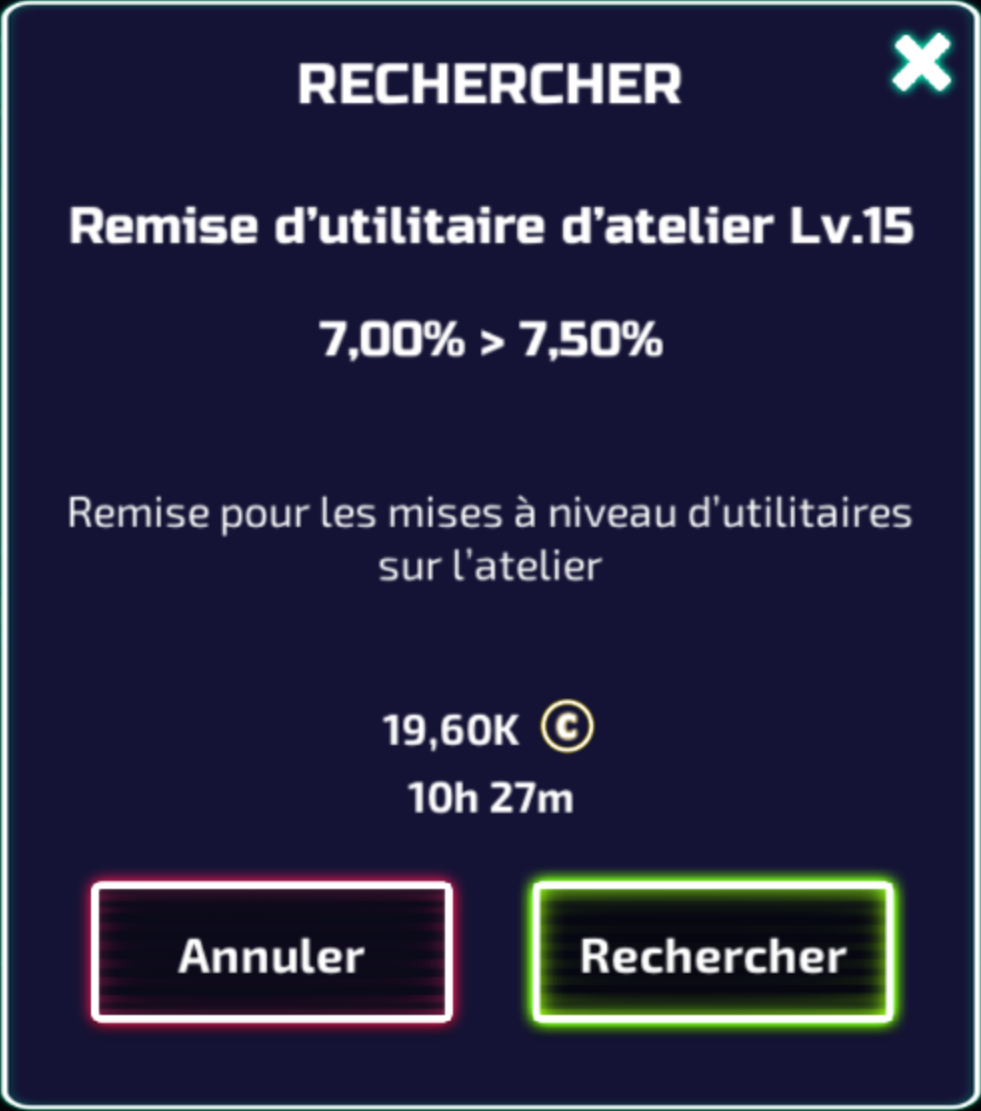 RECHERCHER
Remise d’utilitaire d’atelier Lv.15
7,00% > 7,50%
Remise pour les mises à niveau d’utilitaires
sur l’atelier
19,60K C
10h 27m
Annuler
Rechercher